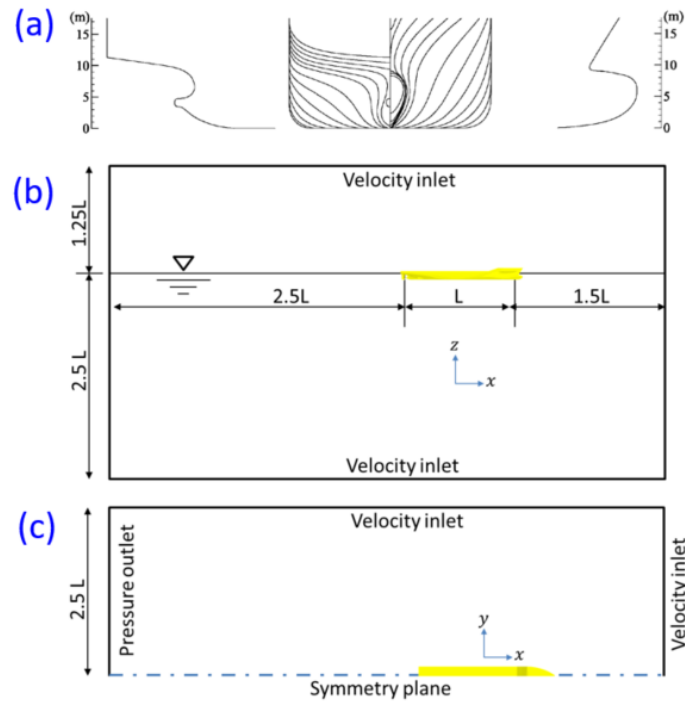 (a)
(m)
15
10
5
0
(m)
15
10
5
0
(b)
Velocity inlet
1.25L
2.5L
L
1.5L
2.5 L
z
x
Velocity inlet
(c)
Velocity inlet
2.5 L
Pressure outlet
Velocity inlet
y
x
Symmetry plane